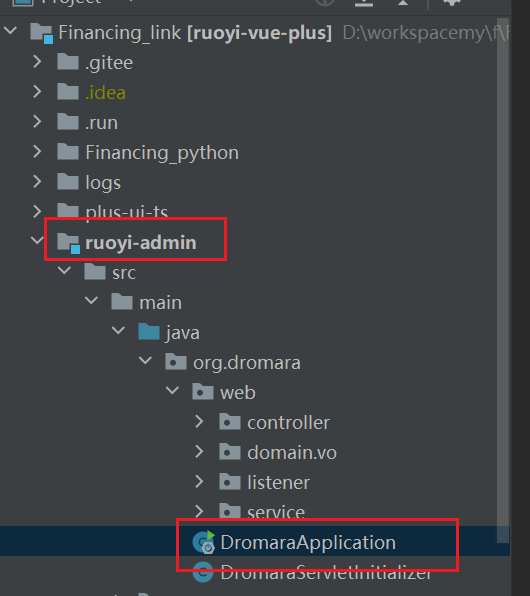 Project
Financing_link [ruoyi-vue-plus] D:\workspacemy\f\F
.gitee
.idea
.run
Financing_python
logs
plus-ui-ts
ruoyi-admin
src
main
java
org.dromara
web
controller
domain.vo
listener
service
DromaraApplication
DromaraServletInitializer